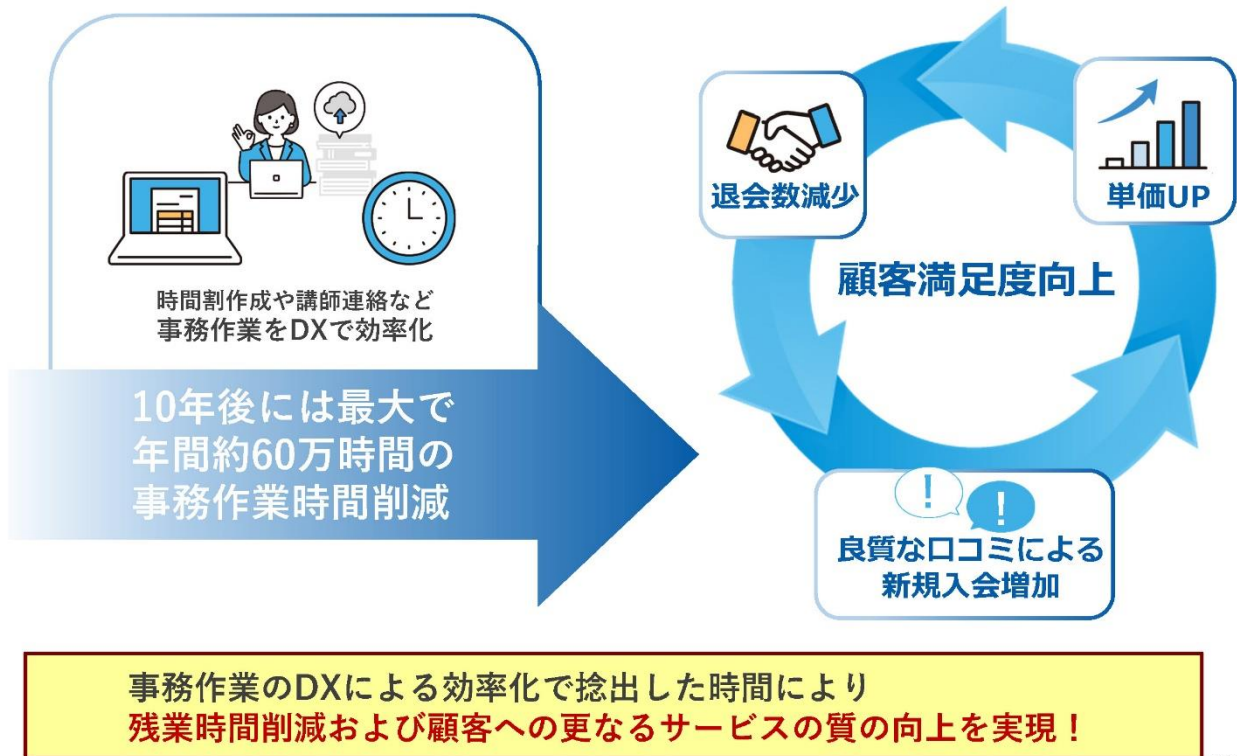 時間割作成や講師連絡など
事務作業をDXで効率化
10年後には最大で
年間約60万時間の
事務作業時間削減
退会数減少
単価UP
顧客満足度向上
良質な口コミによる
新規入会増加
事務作業のDXによる効率化で捻出した時間により
残業時間削減および顧客への更なるサービスの質の向上を実現！